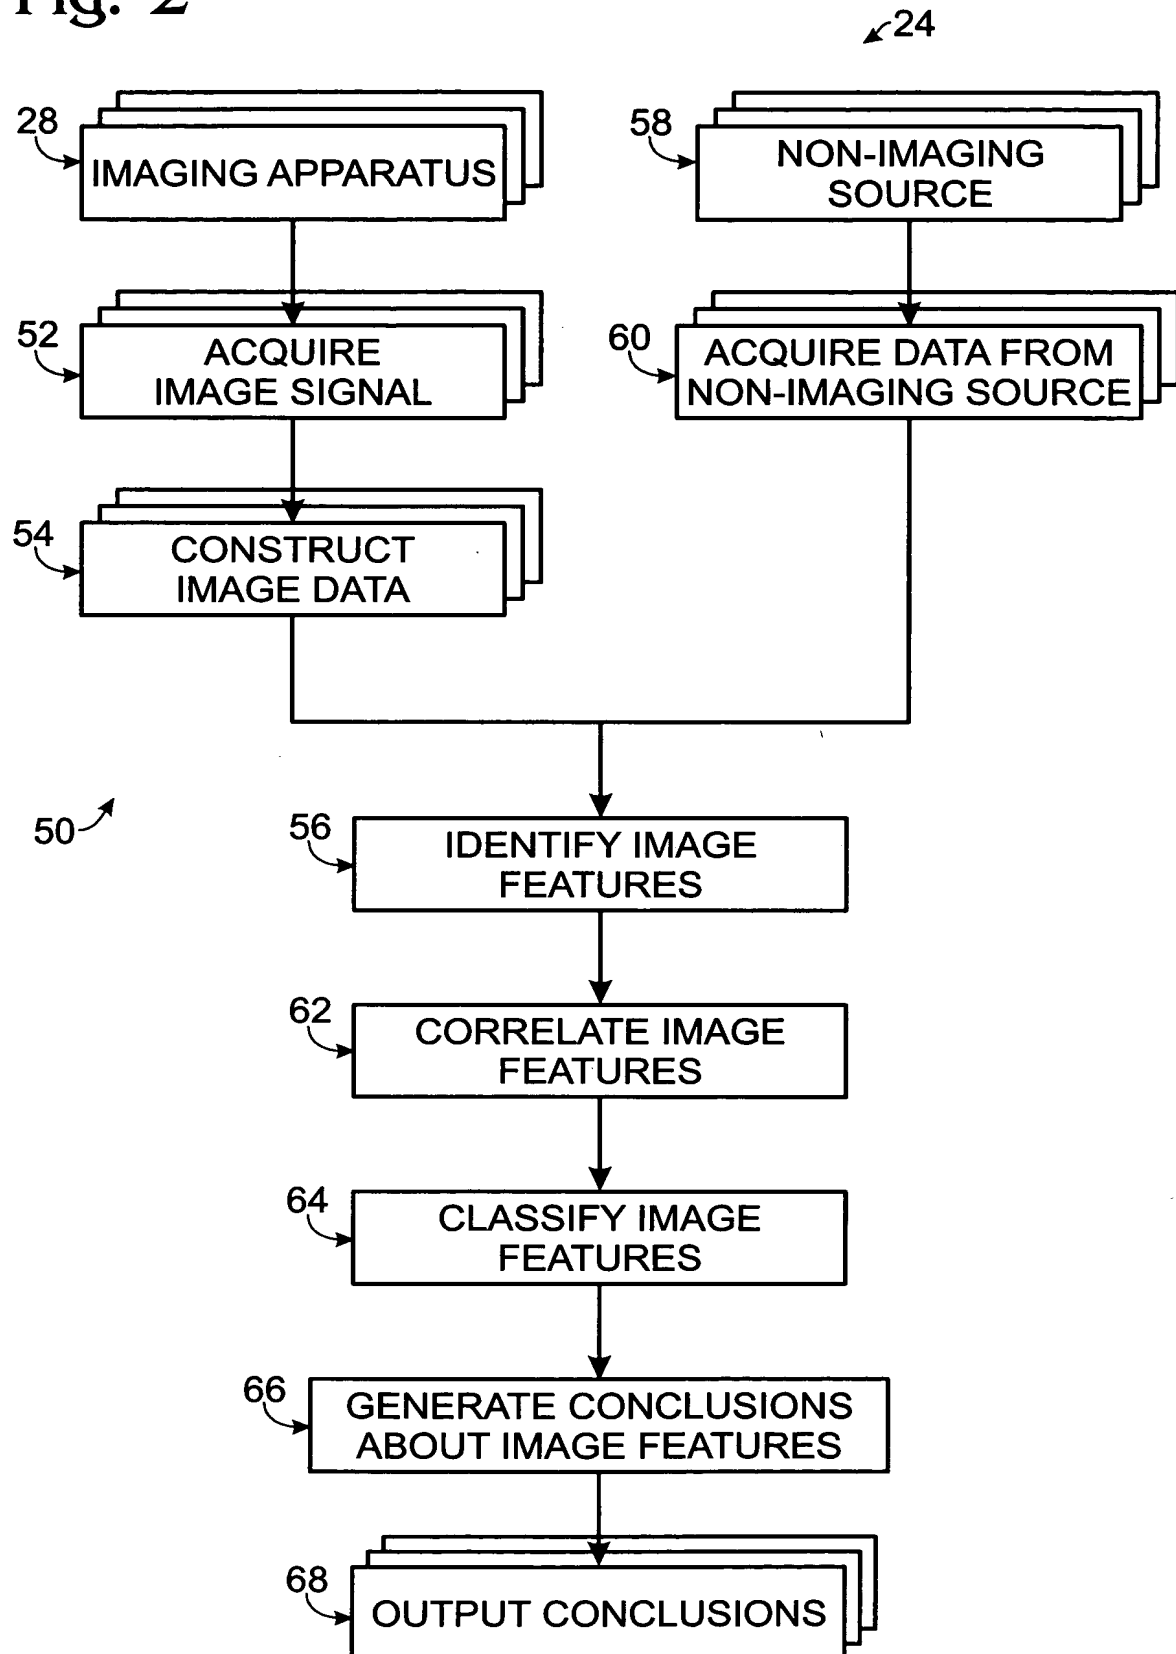 Fig. 2
24
28
IMAGING APPARATUS
58
NON-IMAGING
SOURCE
52
ACQUIRE
IMAGE SIGNAL
60
ACQUIRE DATA FROM
NON-IMAGING SOURCE
54
CONSTRUCT
IMAGE DATA
50
56
IDENTIFY IMAGE
FEATURES
62
CORRELATE IMAGE
FEATURES
64
CLASSIFY IMAGE
FEATURES
66
GENERATE CONCLUSIONS
ABOUT IMAGE FEATURES
68
OUTPUT CONCLUSIONS